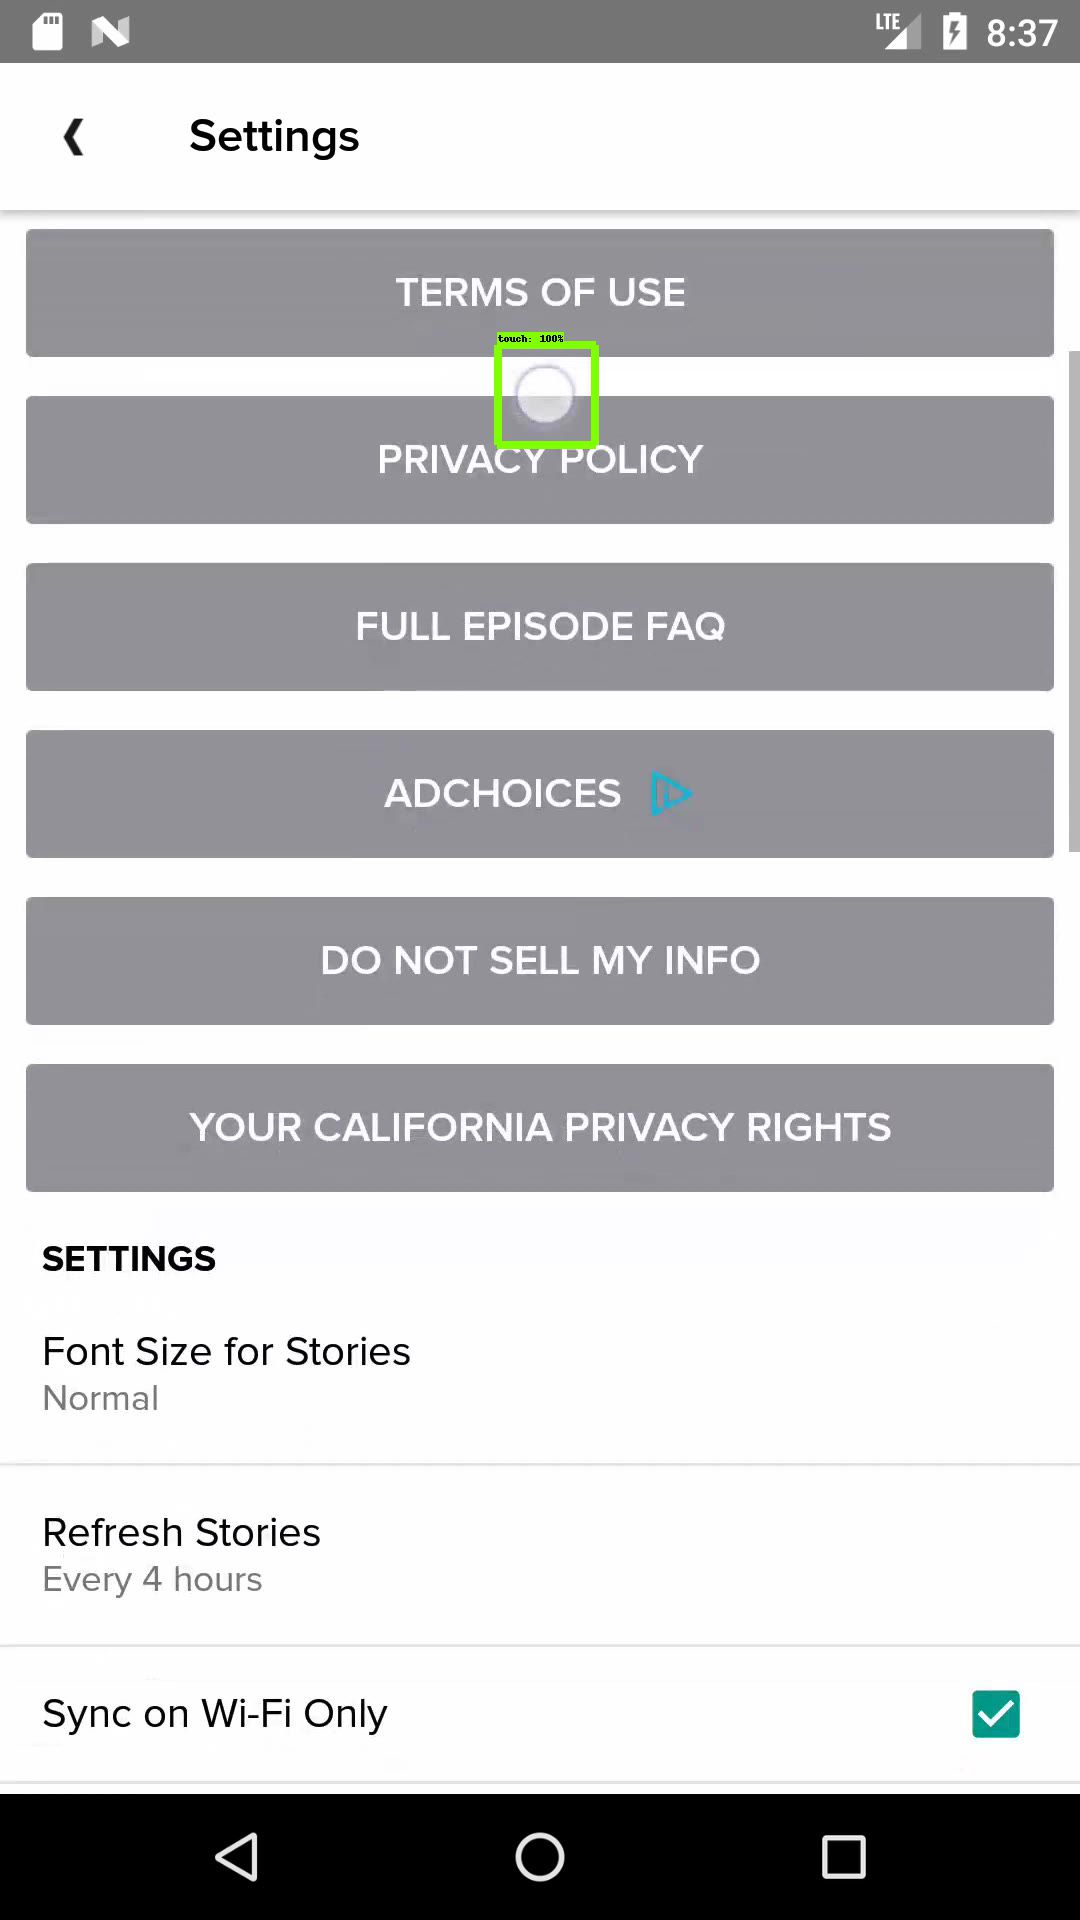 LTE 8:37
Settings
TERMS OF USE
touch: 100%
PRIVACY POLICY
FULL EPISODE FAQ
ADCHOICES
DO NOT SELL MY INFO
YOUR CALIFORNIA PRIVACY RIGHTS
SETTINGS
Font Size for Stories
Normal
Refresh Stories
Every 4 hours
Sync on Wi-Fi Only